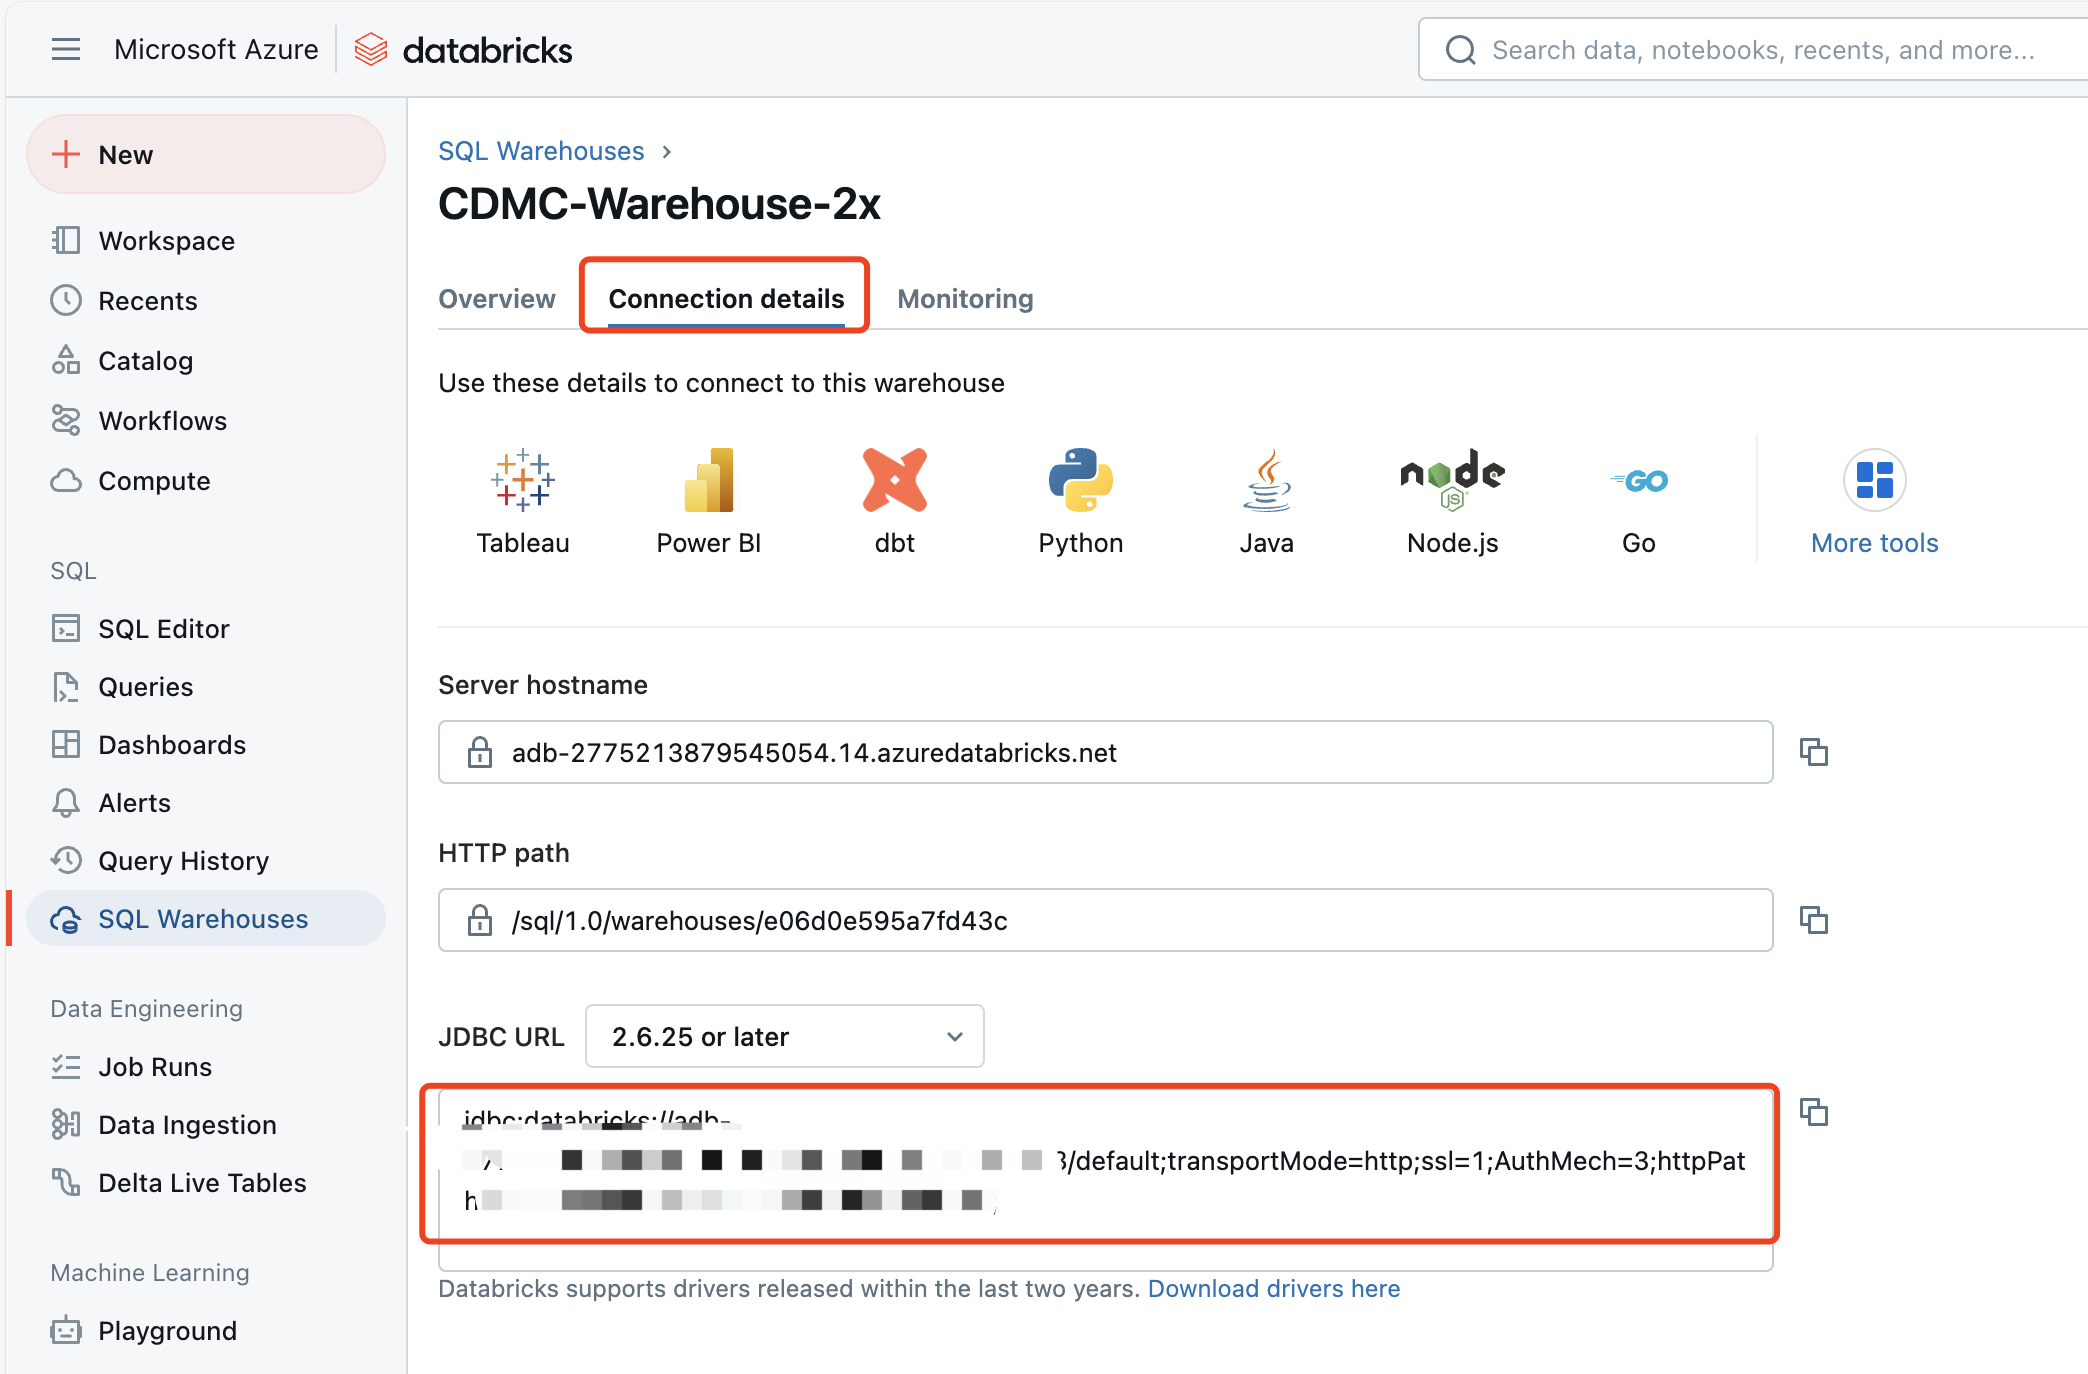 Microsoft Azure databricks
Search data, notebooks, recents, and more...
New
Workspace
Recents
Catalog
Workflows
Compute
SQL
SQL Editor
Queries
Dashboards
Alerts
Query History
SQL Warehouses
Data Engineering
Job Runs
Data Ingestion
Delta Live Tables
Machine Learning
Playground
SQL Warehouses >
CDMC-Warehouse-2x
Overview Connection details Monitoring
Use these details to connect to this warehouse
Tableau Power BI dbt Python Java Node.js Go More tools
Server hostname
adb-2775213879545054.14.azuredatabricks.net
HTTP path
/sql/1.0/warehouses/e06d0e595a7fd43c
JDBC URL 2.6.25 or later
jdbc:databricks://adb-
/default;transportMode=http;ssl=1;AuthMech=3;httpPat
h
Databricks supports drivers released within the last two years. Download drivers here